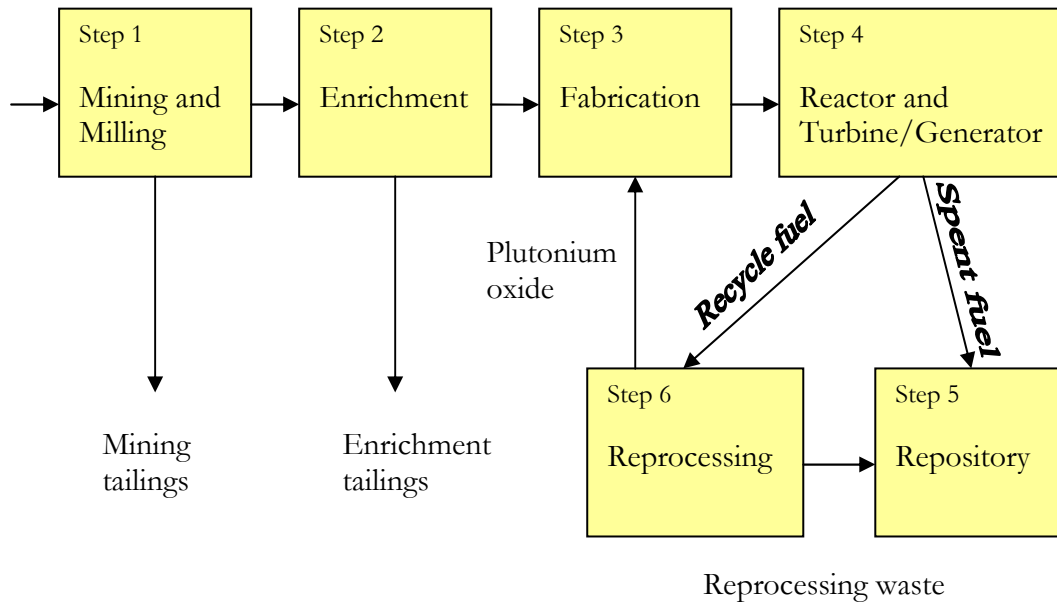 Step 1
Mining and
Milling
Step 2
Enrichment
Step 3
Fabrication
Step 4
Reactor and
Turbine/Generator
Plutonium
oxide
Recycle fuel
Spent fuel
Mining
tailings
Enrichment
tailings
Step 6
Reprocessing
Step 5
Repository
Reprocessing waste